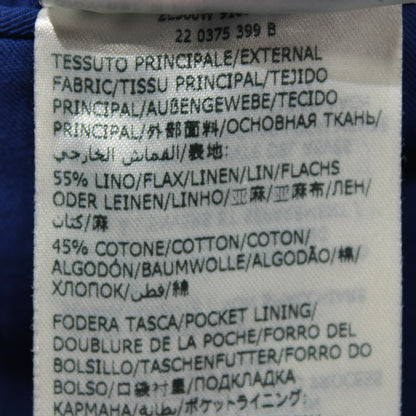 22 0375 399 B
TESSUTO PRINCIPALE/EXTERNAL
FABRIC/TISSU PRINCIPAL/TEJIDO
PRINCIPAL/AUßENGEWEBE/TECIDO
PRINCIPAL/外部面料/ОСНОВНАЯ ТКАНЬ/
القماش الخارجي/表地:
55% LINO/FLAX/LINEN/LIN/FLACHS
ODER LEINEN/LINHO/亚麻/亚麻布/ЛЕН/
كتان/麻
45% COTONE/COTTON/COTON/
ALGODÓN/BAUMWOLLE/ALGODÃO/棉/
ХЛОПОК/قطن/綿
FODERA TASCA/POCKET LINING/
DOUBLURE DE LA POCHE/FORRO DEL
BOLSILLO/TASCHENFUTTER/FORRO DO
BOLSO/口袋衬里/ПОДКЛАДКА
КАРМАНА/بطانة/ポケットライニング/